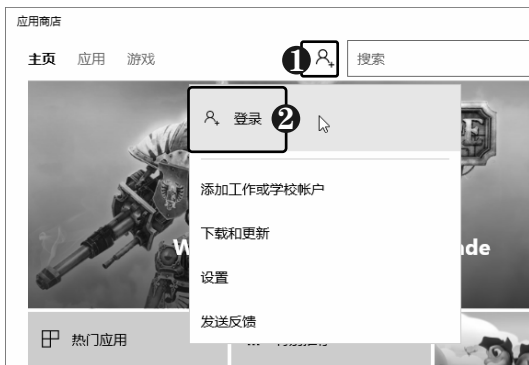 应用商店
主页 应用 游戏
1
搜索
登录 2
添加工作或学校帐户
下载和更新
设置
发送反馈
热门应用